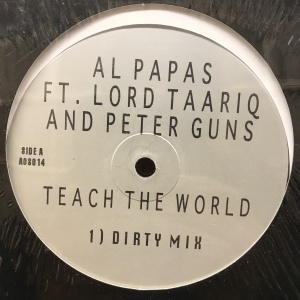 AL PAPAS
FT. LORD TAARIQ
AND PETER GUNS
SIDE A
AOS014
TEACH THE WORLD
1) DIRTY MIX